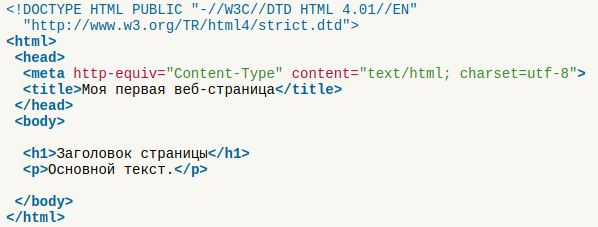 <!DOCTYPE HTML PUBLIC "-//W3C//DTD HTML 4.01//EN"
"http://www.w3.org/TR/html4/strict.dtd">
<html>
<head>
<meta http-equiv="Content-Type" content="text/html; charset=utf-8">
<title>Моя первая веб-страница</title>
</head>
<body>
<h1>Заголовок страницы</h1>
<p>Основной текст.</p>
</body>
</html>